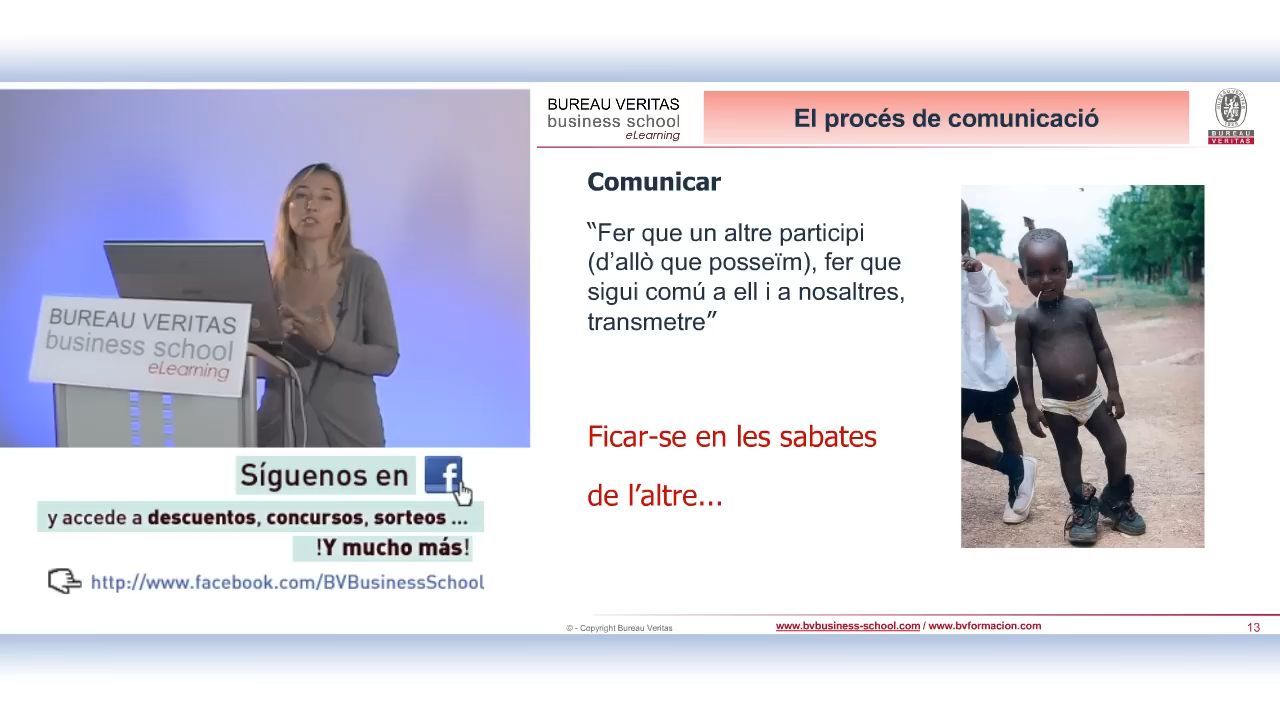 BUREAU VERITAS
business school
eLearning
Síguenos en
y accede a descuentos, concursos, sorteos ...
!Y mucho más!
http://www.facebook.com/BVBusinessSchool
BUREAU VERITAS
business school
eLearning
El procés de comunicació
BUREAU VERITAS
1828
BUREAU
VERITAS
Comunicar
“Fer que un altre participi
(d’allò que posseïm), fer que
sigui comú a ell i a nosaltres,
transmetre”
Ficar-se en les sabates
de l’altre...
© - Copyright Bureau Veritas
www.bvbusiness-school.com / www.bvformacion.com
13